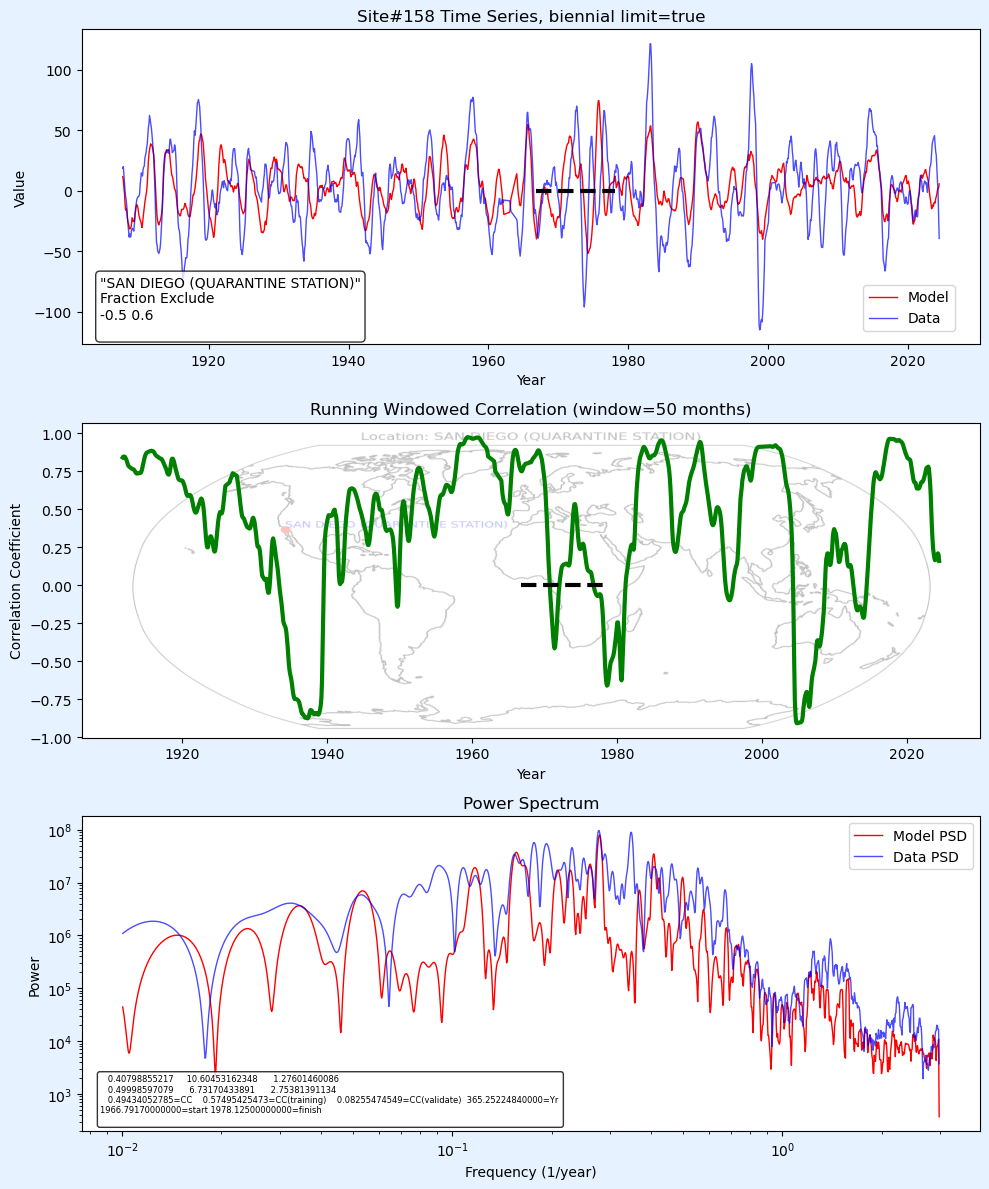 Site#158 Time Series, biennial limit=true
Value
100
50
0
−50
−100
"SAN DIEGO (QUARANTINE STATION)"
Fraction Exclude
-0.5 0.6
Model
Data
1920 1940 1960 1980 2000 2020
Year
Running Windowed Correlation (window=50 months)
Location: SAN DIEGO (QUARANTINE STATION)
SAN DIEGO (QUARANTINE STATION)
Correlation Coefficient
1.00
0.75
0.50
0.25
0.00
−0.25
−0.50
−0.75
−1.00
1920 1940 1960 1980 2000 2020
Year
Power Spectrum
Model PSD
Data PSD
Power
10^8
10^7
10^6
10^5
10^4
10^3
0.40798855217 10.60453162348 1.27601460086
0.49998597079 6.73170433891 2.75381391134
0.49434052785=CC 0.57495425473=CC(training) 0.08255474549=CC(validate) 365.25224840000=Yr
1966.79170000000=start 1978.12500000000=finish
10^−2 10^−1 10^0
Frequency (1/year)